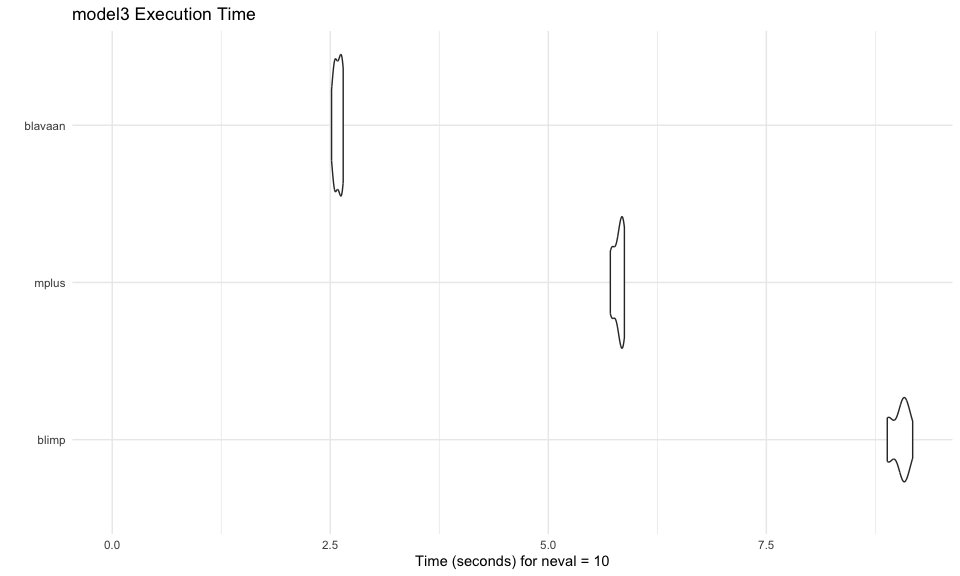 model3 Execution Time
blavaan
mplus
blimp
0.0 2.5 5.0 7.5
Time (seconds) for neval = 10